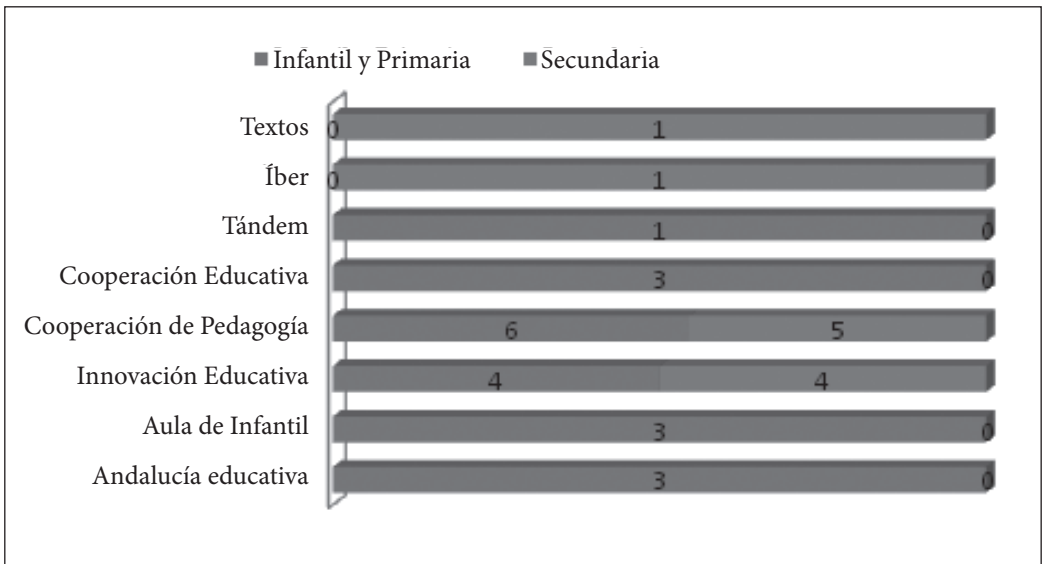 Infantil y Primaria Secundaria
Textos 0 1
Íber 0 1
Tándem 1 0
Cooperación Educativa 3 0
Cooperación de Pedagogía 6 5
Innovación Educativa 4 4
Aula de Infantil 3 0
Andalucía educativa 3 0